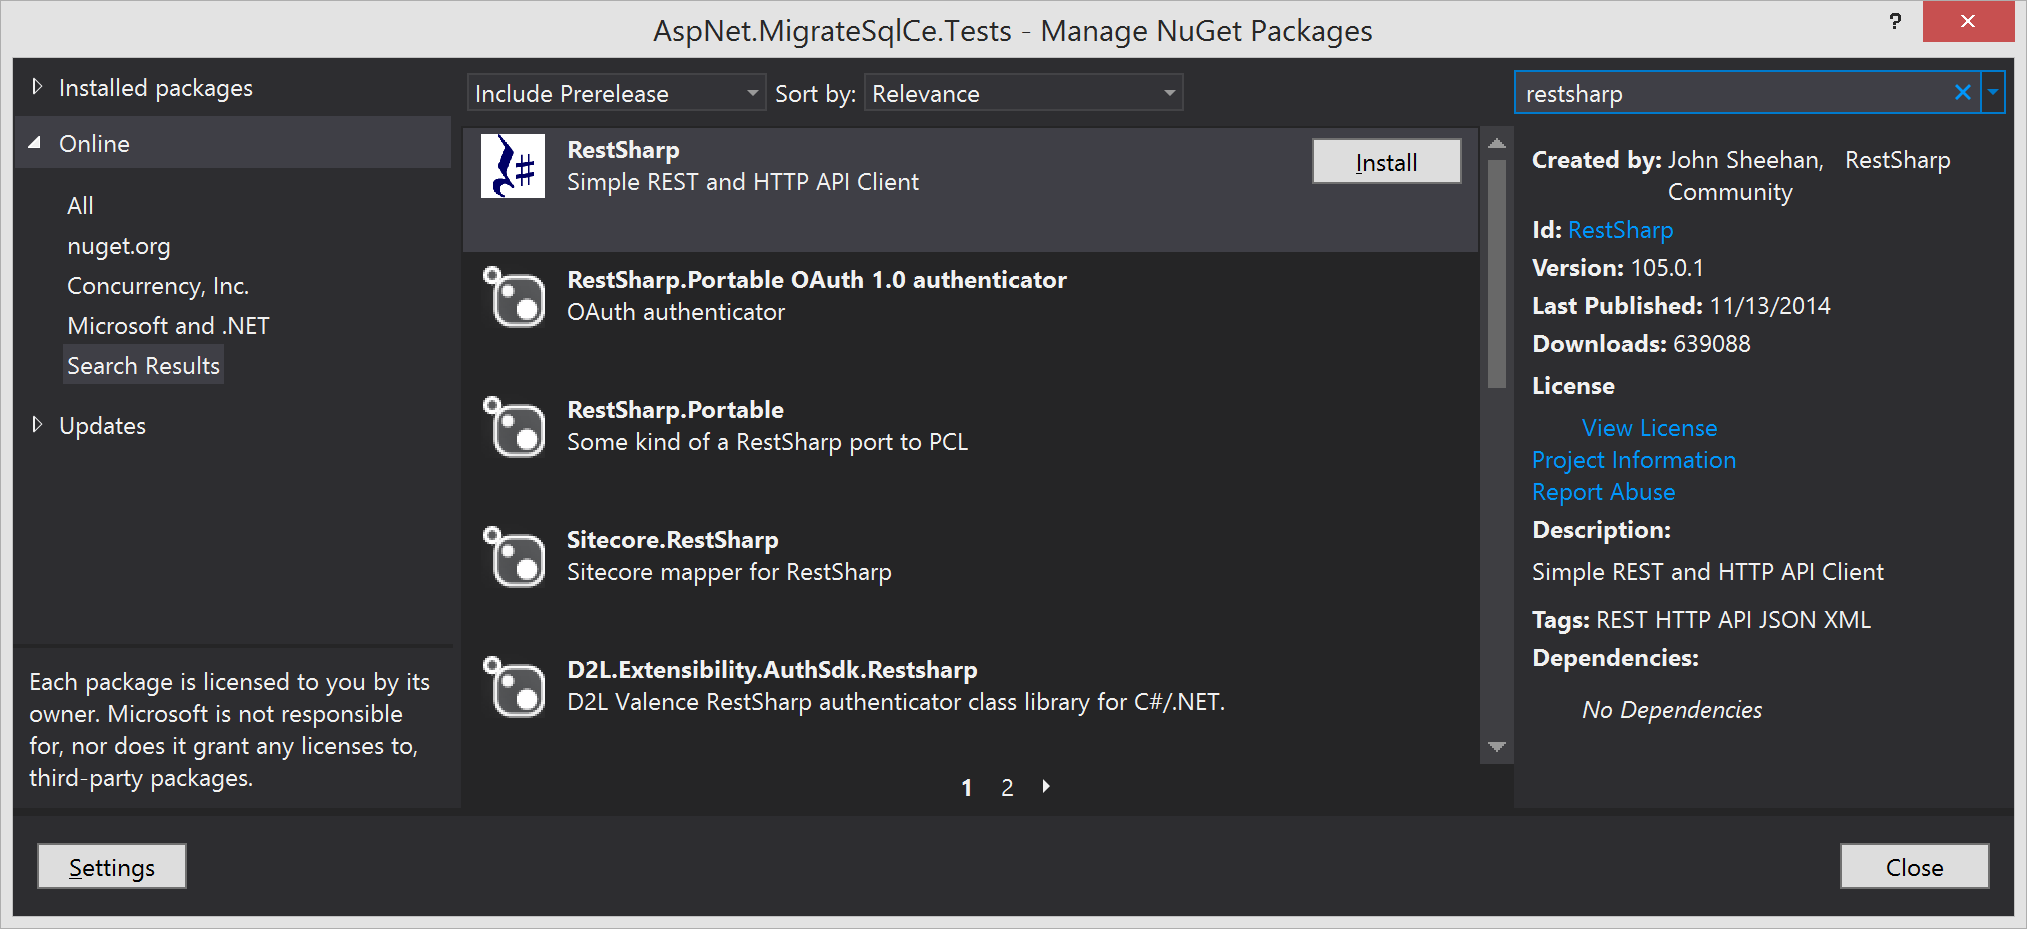 AspNet.MigrateSqlCe.Tests - Manage NuGet Packages
?
Installed packages
Online
All
nuget.org
Concurrency, Inc.
Microsoft and .NET
Search Results
Updates
Each package is licensed to you by its
owner. Microsoft is not responsible
for, nor does it grant any licenses to,
third-party packages.
Include Prerelease
Sort by: Relevance
RestSharp
Simple REST and HTTP API Client
Install
RestSharp.Portable OAuth 1.0 authenticator
OAuth authenticator
RestSharp.Portable
Some kind of a RestSharp port to PCL
Sitecore.RestSharp
Sitecore mapper for RestSharp
D2L.Extensibility.AuthSdk.Restsharp
D2L Valence RestSharp authenticator class library for C#/.NET.
1 2
restsharp
Created by: John Sheehan, RestSharp
Community
Id: RestSharp
Version: 105.0.1
Last Published: 11/13/2014
Downloads: 639088
License
View License
Project Information
Report Abuse
Description:
Simple REST and HTTP API Client
Tags: REST HTTP API JSON XML
Dependencies:
No Dependencies
Settings
Close